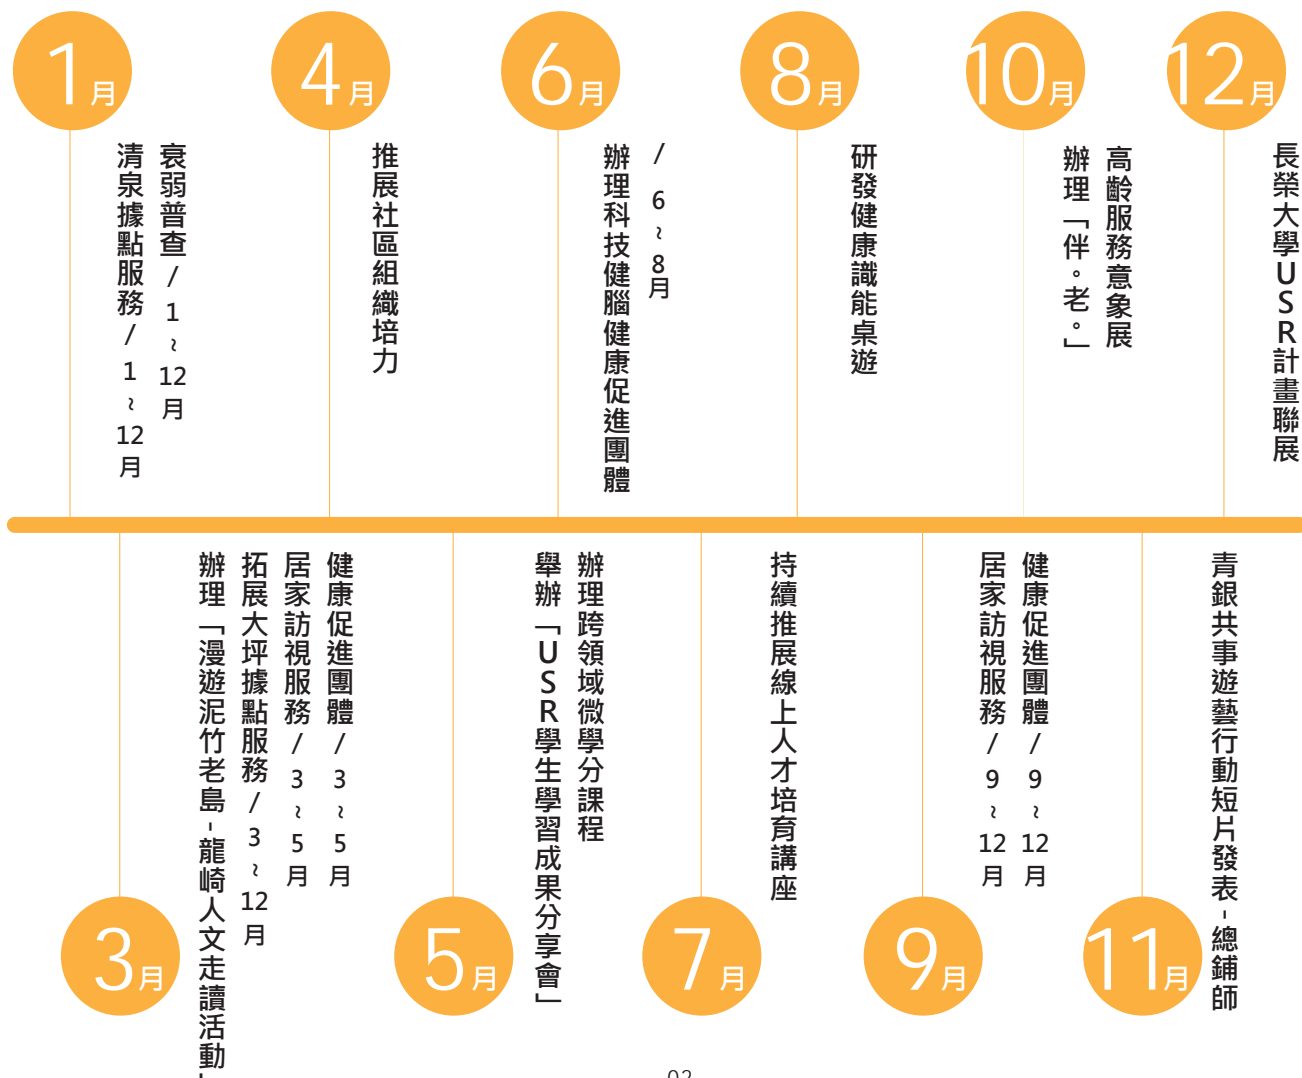 1月
衰弱普查/1~12月
清泉據點服務/1~12月
4月
推展社區組織培力
6月
/6~8月
辦理科技健腦健康促進團體
8月
研發健康識能桌遊
10月
高齡服務意象展
辦理「伴。老。」
12月
長榮大學USR計畫聯展
3月
健康促進團體/3~5月
居家訪視服務/3~5月
拓展大坪據點服務/3~12月
辦理「漫遊泥竹老島-龍崎人文走讀活動」
5月
辦理跨領域微學分課程
舉辦「USR學生學習成果分享會」
7月
持續推展線上人才培育講座
9月
健康促進團體/9~12月
居家訪視服務/9~12月
11月
青銀共事遊藝行動短片發表-總鋪師
02